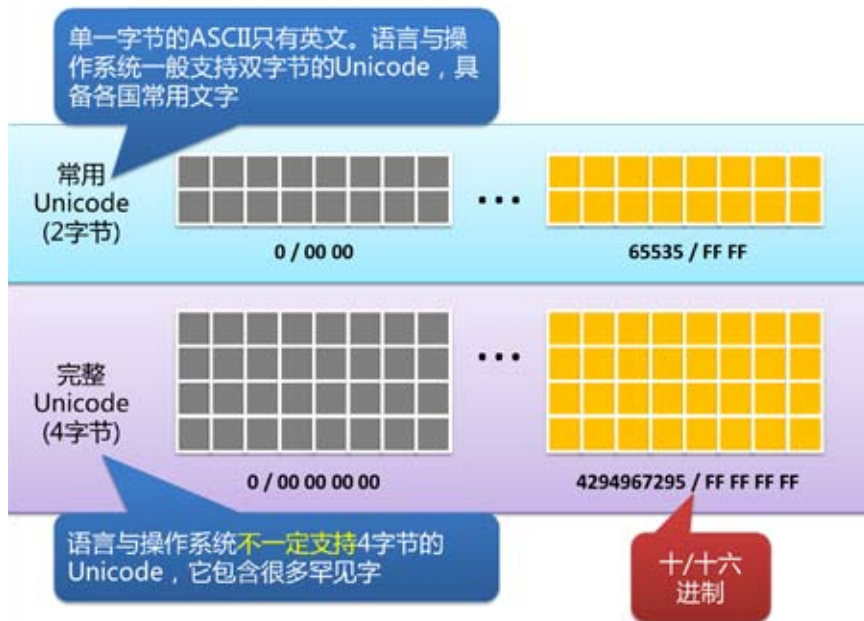 单一字节的ASCII只有英文。语言与操
作系统一般支持双字节的Unicode，具
备各国常用文字
常用
Unicode
(2字节)
•••
0 / 00 00
65535 / FF FF
完整
Unicode
(4字节)
•••
0 / 00 00 00 00
4294967295 / FF FF FF FF
语言与操作系统不一定支持4字节的
Unicode，它包含很多罕见字
十/十六
进制